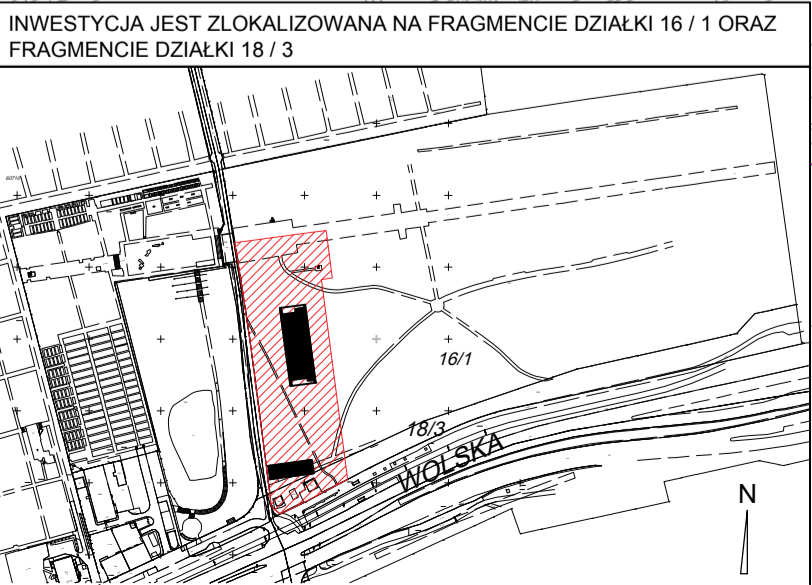 INWESTYCJA JEST ZLOKALIZOWANA NA FRAGMENCIE DZIAŁKI 16 / 1 ORAZ
FRAGMENCIE DZIAŁKI 18 / 3
16/1
18/3
WOLSKA
N